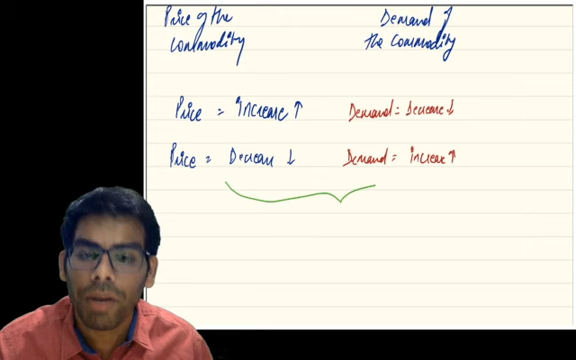 Price of the Demand of
Commodity the Commodity
Price = Increase ↑ Demand = Decrease ↓
Price = Decrease ↓ Demand = Increase ↑